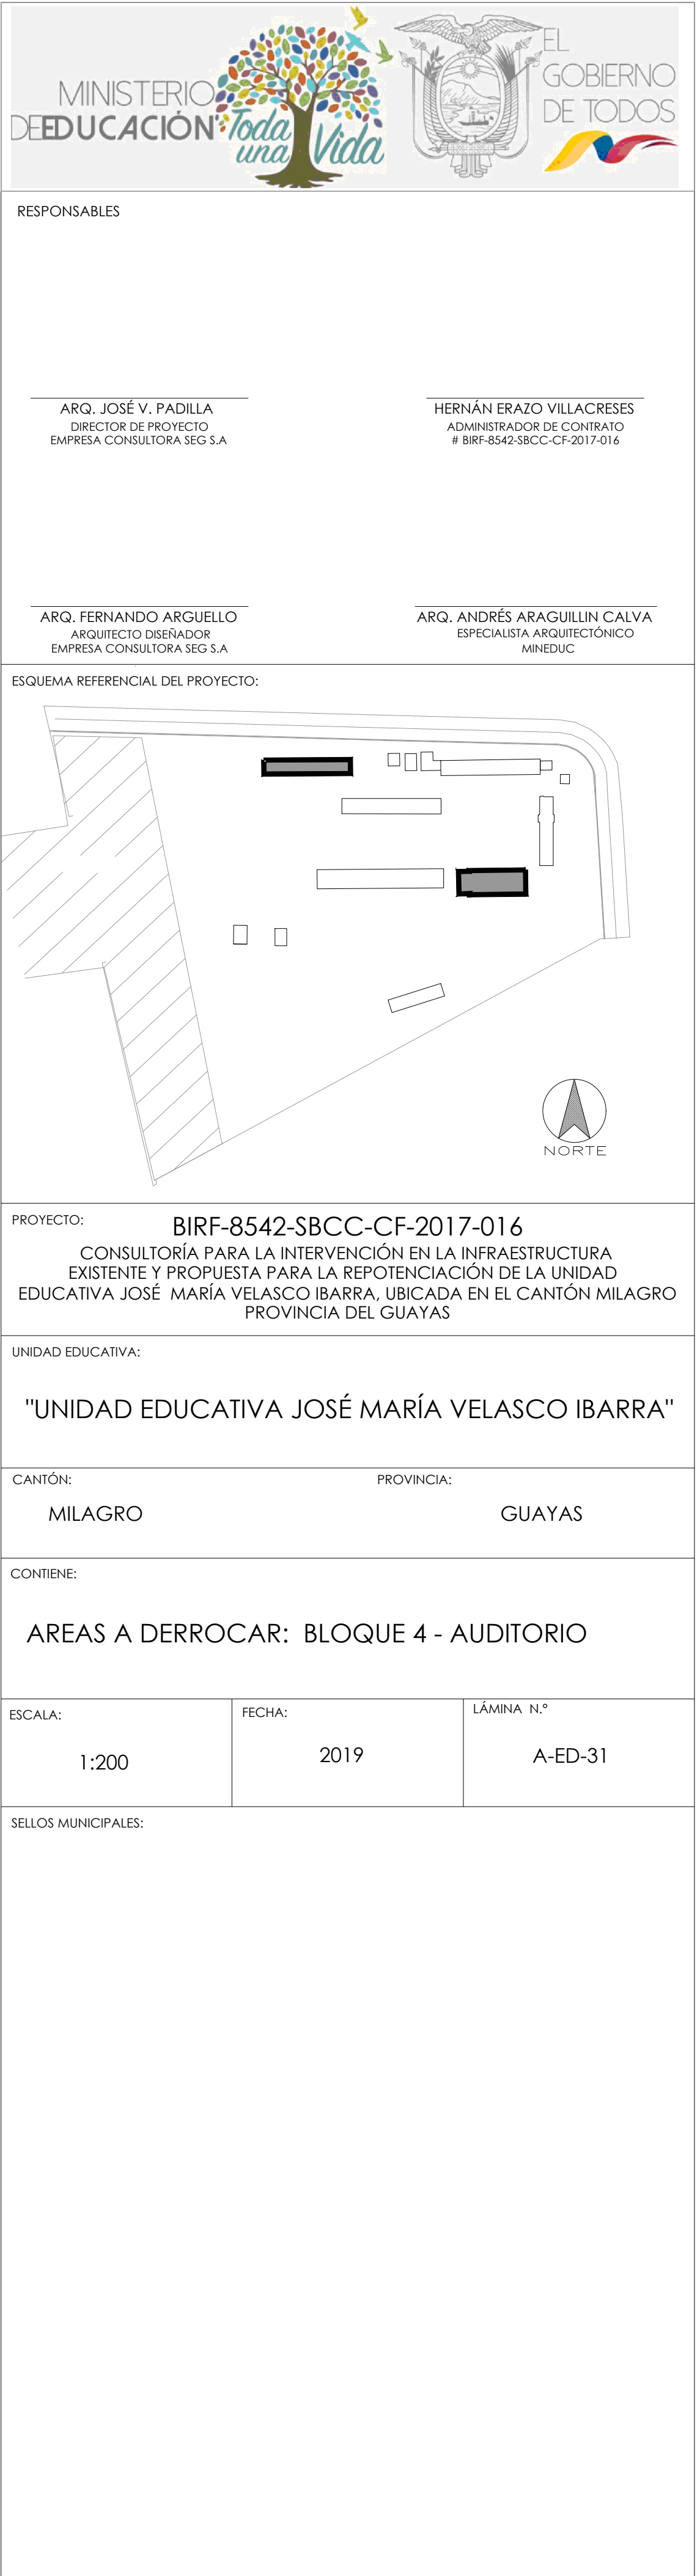 MINISTERIO
DE EDUCACIÓN
Toda
una Vida
EL
GOBIERNO
DE TODOS
RESPONSABLES
ARQ. JOSÉ V. PADILLA
DIRECTOR DE PROYECTO
EMPRESA CONSULTORA SEG S.A
HERNÁN ERAZO VILLACRESES
ADMINISTRADOR DE CONTRATO
# BIRF-8542-SBCC-CF-2017-016
ARQ. FERNANDO ARGUELLO
ARQUITECTO DISEÑADOR
EMPRESA CONSULTORA SEG S.A
ARQ. ANDRÉS ARAGUILLIN CALVA
ESPECIALISTA ARQUITECTÓNICO
MINEDUC
ESQUEMA REFERENCIAL DEL PROYECTO:
NORTE
PROYECTO:
BIRF-8542-SBCC-CF-2017-016
CONSULTORÍA PARA LA INTERVENCIÓN EN LA INFRAESTRUCTURA
EXISTENTE Y PROPUESTA PARA LA REPOTENCIACIÓN DE LA UNIDAD
EDUCATIVA JOSÉ MARÍA VELASCO IBARRA, UBICADA EN EL CANTÓN MILAGRO
PROVINCIA DEL GUAYAS
UNIDAD EDUCATIVA:
"UNIDAD EDUCATIVA JOSÉ MARÍA VELASCO IBARRA"
CANTÓN:
MILAGRO
PROVINCIA:
GUAYAS
CONTIENE:
AREAS A DERROCAR: BLOQUE 4 - AUDITORIO
ESCALA:
1:200
FECHA:
2019
LÁMINA N.º
A-ED-31
SELLOS MUNICIPALES: